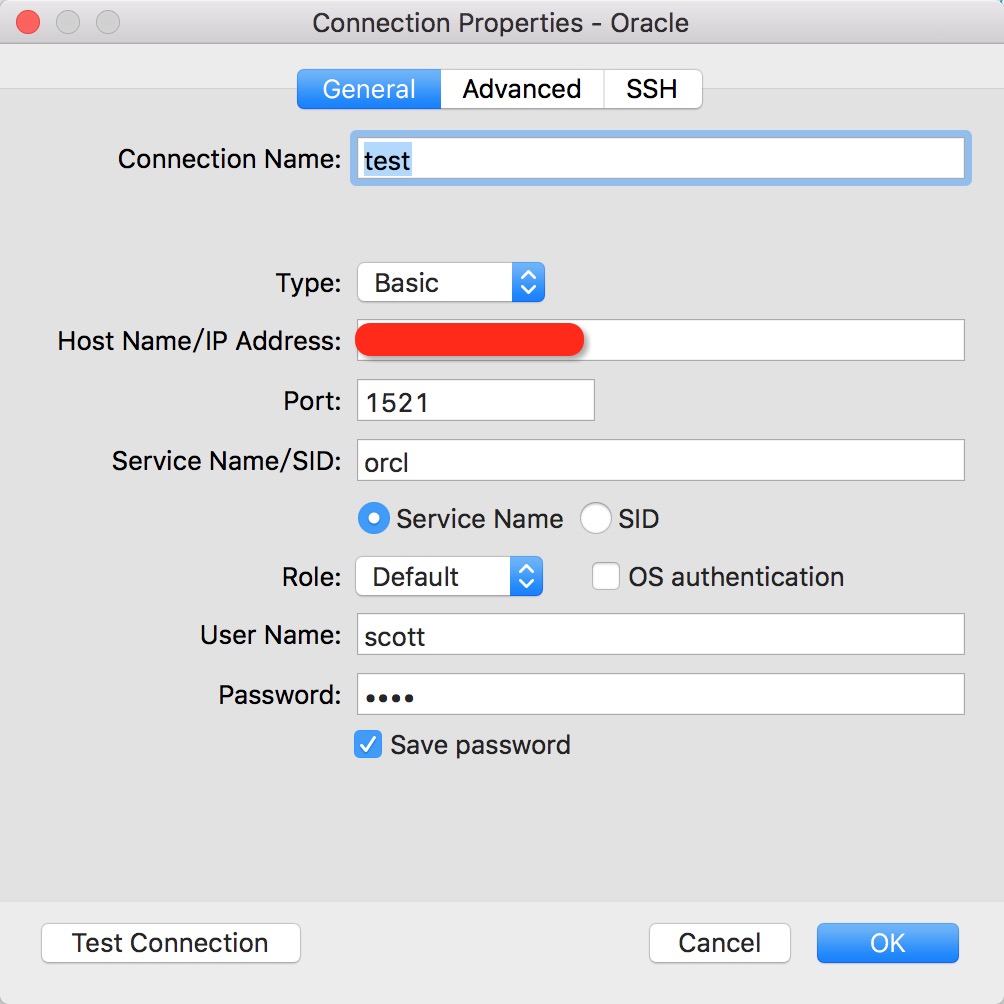 Connection Properties - Oracle
General Advanced SSH
Connection Name: test
Type: Basic
Host Name/IP Address:
Port: 1521
Service Name/SID: orcl
Service Name SID
Role: Default OS authentication
User Name: scott
Password: ••••
Save password
Test Connection Cancel OK